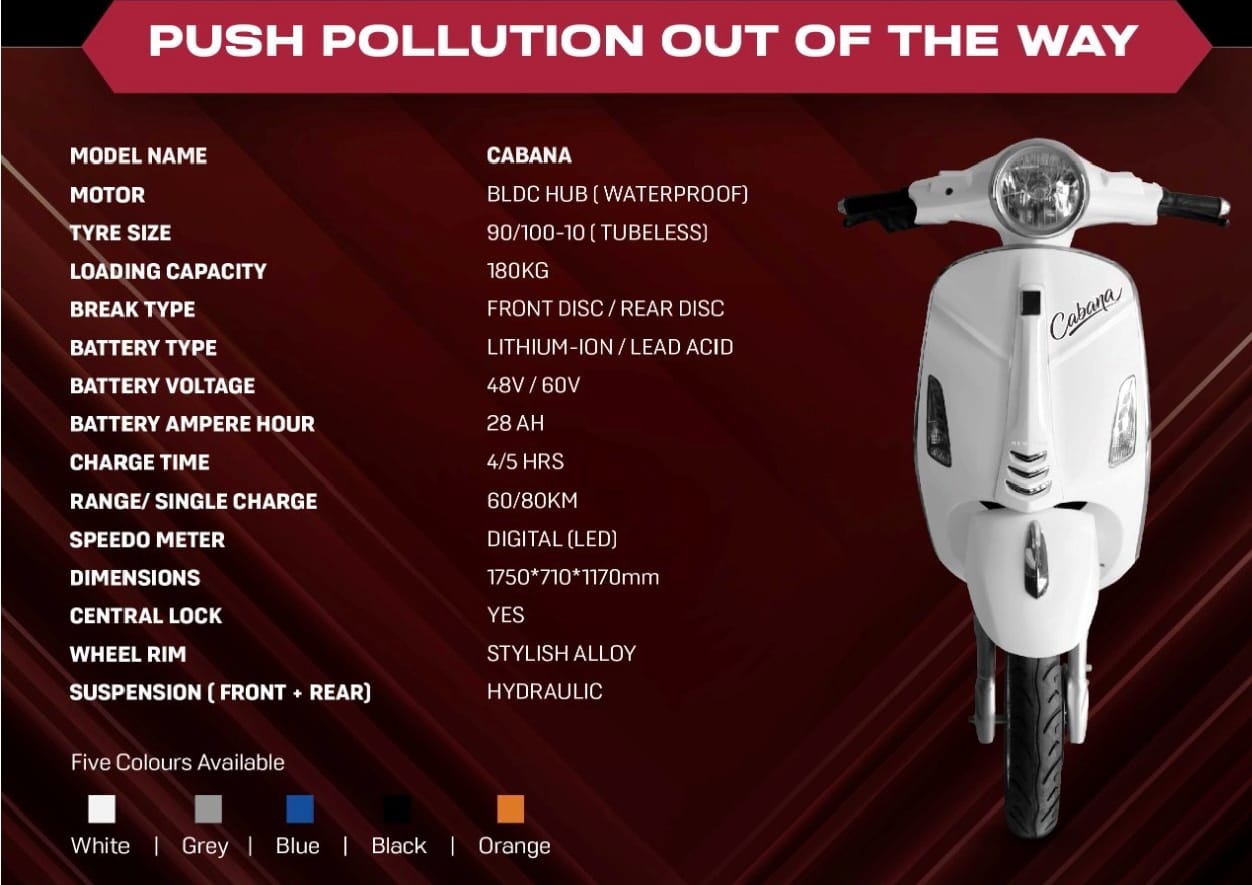 PUSH POLLUTION OUT OF THE WAY
MODEL NAME CABANA
MOTOR BLDC HUB ( WATERPROOF)
TYRE SIZE 90/100-10 ( TUBELESS)
LOADING CAPACITY 180KG
BREAK TYPE FRONT DISC / REAR DISC
BATTERY TYPE LITHIUM-ION / LEAD ACID
BATTERY VOLTAGE 48V / 60V
BATTERY AMPERE HOUR 28 AH
CHARGE TIME 4/5 HRS
RANGE/ SINGLE CHARGE 60/80KM
SPEEDO METER DIGITAL (LED)
DIMENSIONS 1750*710*1170mm
CENTRAL LOCK YES
WHEEL RIM STYLISH ALLOY
SUSPENSION ( FRONT + REAR) HYDRAULIC
Five Colours Available
White | Grey | Blue | Black | Orange
Cabana